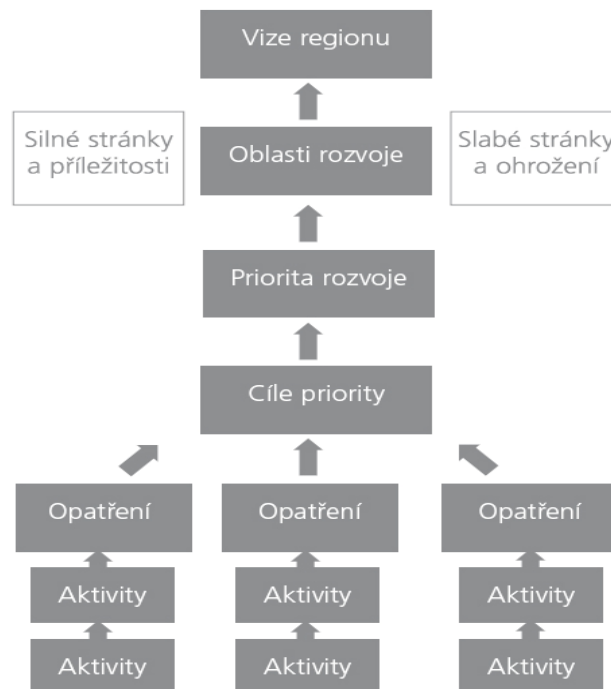 Vize regionu
Silné stránky
a příležitosti
Oblasti rozvoje
Slabé stránky
a ohrožení
Priorita rozvoje
Cíle priority
Opatření
Opatření
Opatření
Aktivity
Aktivity
Aktivity
Aktivity
Aktivity
Aktivity